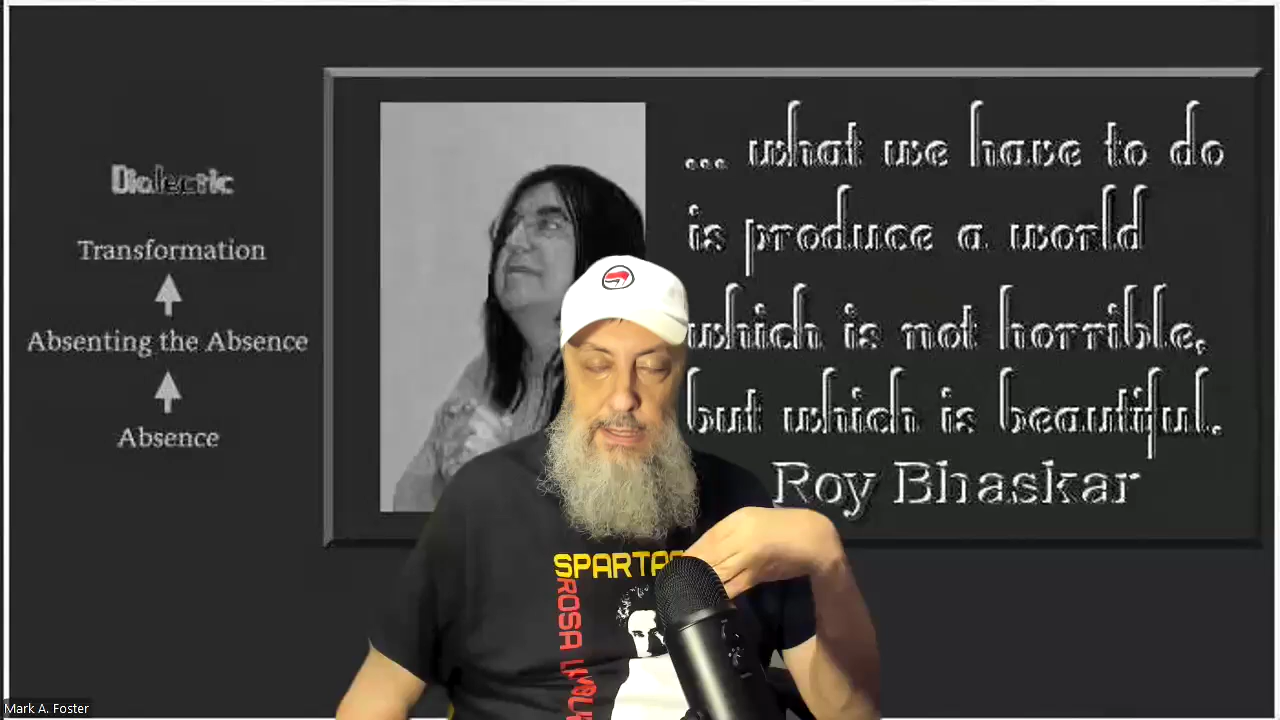 Dialectic
Transformation
Absenting the Absence
Absence
... what we have to do
is produce a world
which is not horrible,
but which is beautiful.
Roy Bhaskar
ROSA
Mark A. Foster